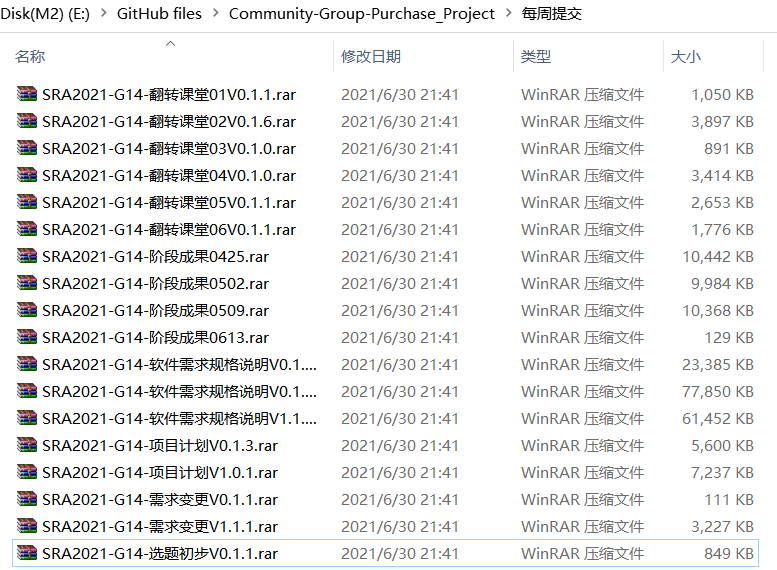 Disk(M2) (E:) > GitHub files > Community-Group-Purchase_Project > 每周提交
名称 修改日期 类型 大小
SRA2021-G14-翻转课堂01V0.1.1.rar 2021/6/30 21:41 WinRAR 压缩文件 1,050 KB
SRA2021-G14-翻转课堂02V0.1.6.rar 2021/6/30 21:41 WinRAR 压缩文件 3,897 KB
SRA2021-G14-翻转课堂03V0.1.0.rar 2021/6/30 21:41 WinRAR 压缩文件 891 KB
SRA2021-G14-翻转课堂04V0.1.0.rar 2021/6/30 21:41 WinRAR 压缩文件 3,414 KB
SRA2021-G14-翻转课堂05V0.1.1.rar 2021/6/30 21:41 WinRAR 压缩文件 2,653 KB
SRA2021-G14-翻转课堂06V0.1.1.rar 2021/6/30 21:41 WinRAR 压缩文件 1,776 KB
SRA2021-G14-阶段成果0425.rar 2021/6/30 21:41 WinRAR 压缩文件 10,442 KB
SRA2021-G14-阶段成果0502.rar 2021/6/30 21:41 WinRAR 压缩文件 9,984 KB
SRA2021-G14-阶段成果0509.rar 2021/6/30 21:41 WinRAR 压缩文件 10,368 KB
SRA2021-G14-阶段成果0613.rar 2021/6/30 21:41 WinRAR 压缩文件 129 KB
SRA2021-G14-软件需求规格说明V0.1.... 2021/6/30 21:41 WinRAR 压缩文件 23,385 KB
SRA2021-G14-软件需求规格说明V0.1.... 2021/6/30 21:41 WinRAR 压缩文件 77,850 KB
SRA2021-G14-软件需求规格说明V1.1.... 2021/6/30 21:41 WinRAR 压缩文件 61,452 KB
SRA2021-G14-项目计划V0.1.3.rar 2021/6/30 21:41 WinRAR 压缩文件 5,600 KB
SRA2021-G14-项目计划V1.0.1.rar 2021/6/30 21:41 WinRAR 压缩文件 7,237 KB
SRA2021-G14-需求变更V0.1.1.rar 2021/6/30 21:41 WinRAR 压缩文件 111 KB
SRA2021-G14-需求变更V1.1.1.rar 2021/6/30 21:41 WinRAR 压缩文件 3,227 KB
SRA2021-G14-选题初步V0.1.1.rar 2021/6/30 21:41 WinRAR 压缩文件 849 KB